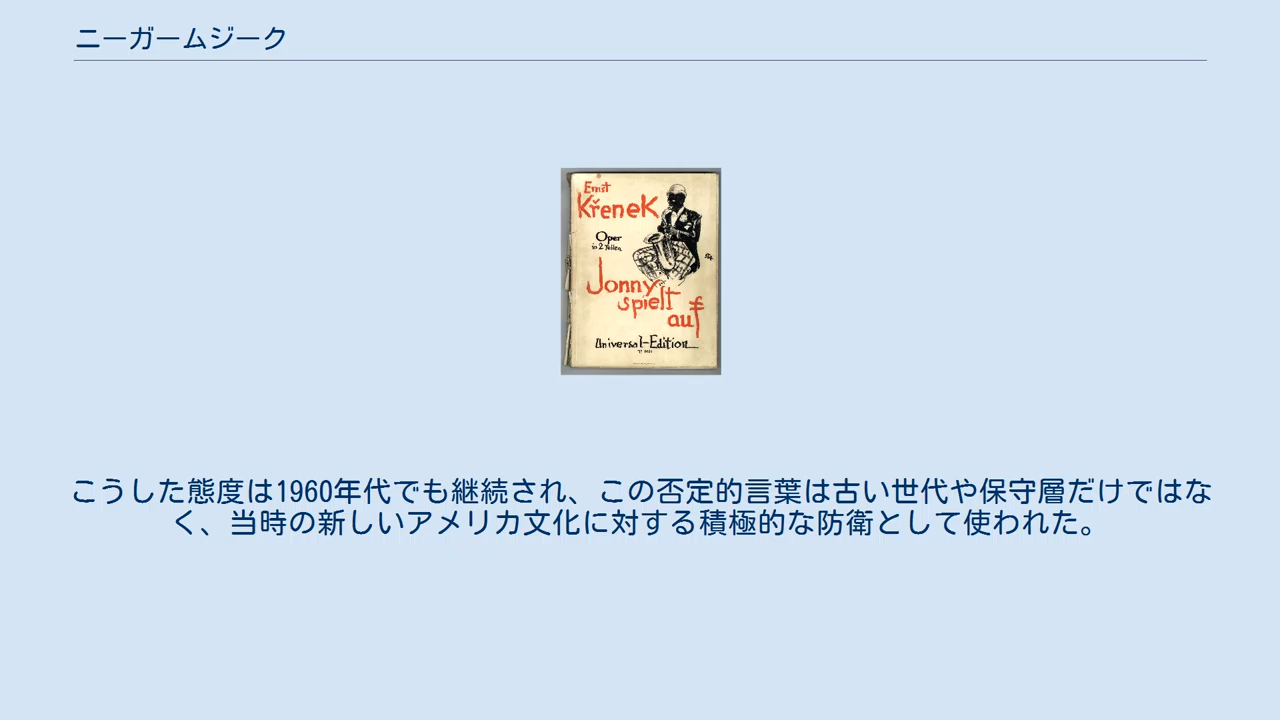 ニーガームジーク
Ernst
Křenek
Oper
in 2 Teilen
Jonny
spielt
auf
Universal-Edition
こうした態度は1960年代でも継続され、この否定的言葉は古い世代や保守層だけではな
く、当時の新しいアメリカ文化に対する積極的な防衛として使われた。